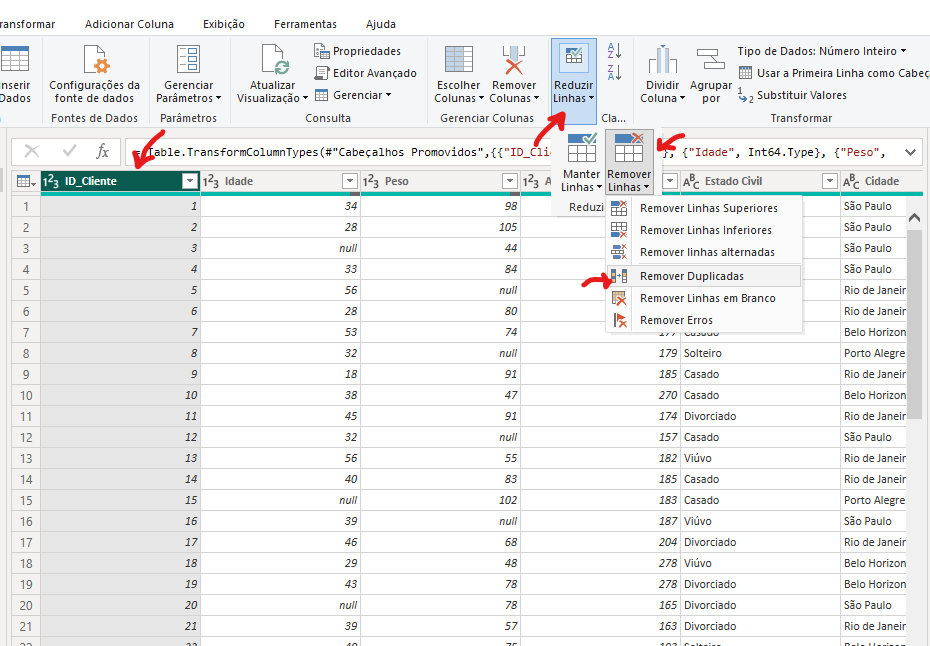 ransformar Adicionar Coluna Exibição Ferramentas Ajuda
nserir Dados
Configurações da fonte de dados
Fontes de Dados
Gerenciar Parâmetros
Parâmetros
Atualizar Visualização
Propriedades
Editor Avançado
Gerenciar
Consulta
Escolher Colunas
Remover Colunas
Gerenciar Colunas
Reduzir Linhas
Cla...
Dividir Coluna
Agrupar por
Tipo de Dados: Número Inteiro
Usar a Primeira Linha como Cabeç
Substituir Valores
Transformar
fx = Table.TransformColumnTypes(#"Cabeçalhos Promovidos",{{"ID_Cli }, {"Idade", Int64.Type}, {"Peso",
Manter Linhas
Remover Linhas
Reduzi
Remover Linhas Superiores
Remover Linhas Inferiores
Remover linhas alternadas
Remover Duplicadas
Remover Linhas em Branco
Remover Erros
123 ID_Cliente 123 Idade 123 Peso 123 A ABC Estado Civil ABC Cidade
1 1 34 98 São Paulo
2 2 28 105 São Paulo
3 3 null 44 São Paulo
4 4 33 84 São Paulo
5 5 56 null Rio de Janeir
6 6 28 80 Rio de Janeir
7 7 53 74 177 Casado Belo Horizon
8 8 32 null 179 Solteiro Porto Alegre
9 9 18 91 185 Casado Rio de Janeir
10 10 38 47 270 Casado Belo Horizon
11 11 45 91 174 Divorciado Rio de Janeir
12 12 32 null 157 Casado São Paulo
13 13 56 55 182 Viúvo Rio de Janeir
14 14 40 83 185 Casado Rio de Janeir
15 15 null 102 183 Casado Porto Alegre
16 16 39 null 187 Viúvo São Paulo
17 17 46 68 204 Divorciado Rio de Janeir
18 18 29 48 278 Viúvo Belo Horizon
19 19 43 78 278 Divorciado Belo Horizon
20 20 null 78 165 Divorciado São Paulo
21 21 39 57 163 Divorciado Rio de Janeir